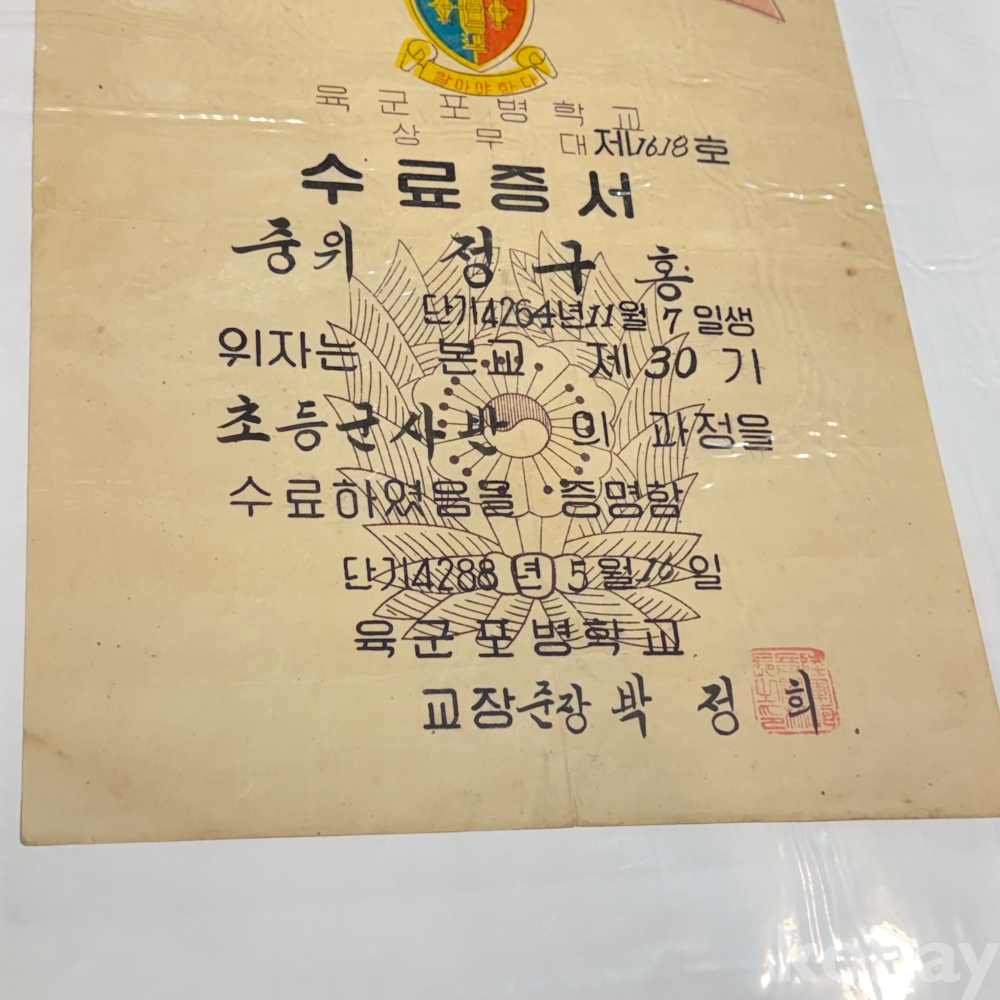 알아야한다
육군포병학교
상무대 제1618호
수료증서
중위 정구홍
단기4264년11월7일생
위자는 본교 제30기
초등군사반의 과정을
수료하였음을 증명함
단기4288년5월16일
육군포병학교
교장준장 박정희